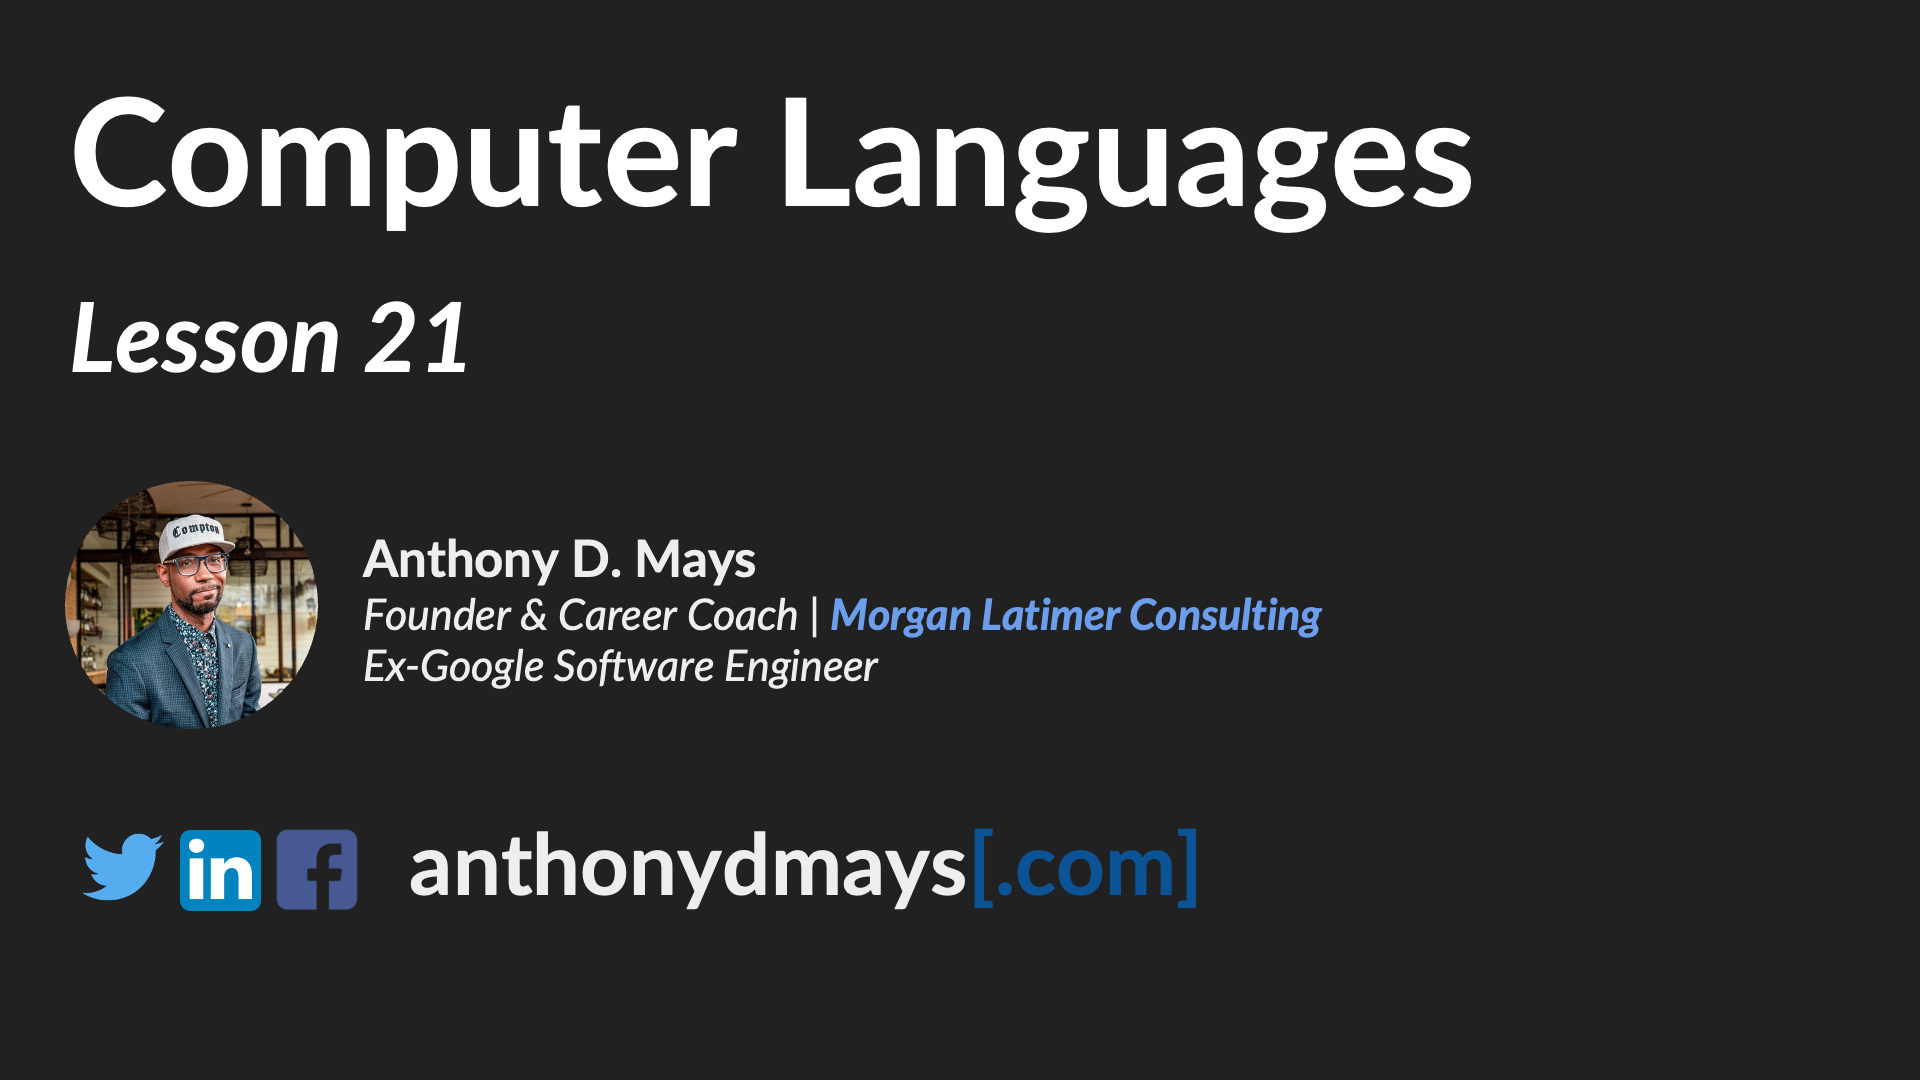 Computer Languages
Lesson 21
Compton
Anthony D. Mays
Founder & Career Coach | Morgan Latimer Consulting
Ex-Google Software Engineer
in f anthonydmays[.com]